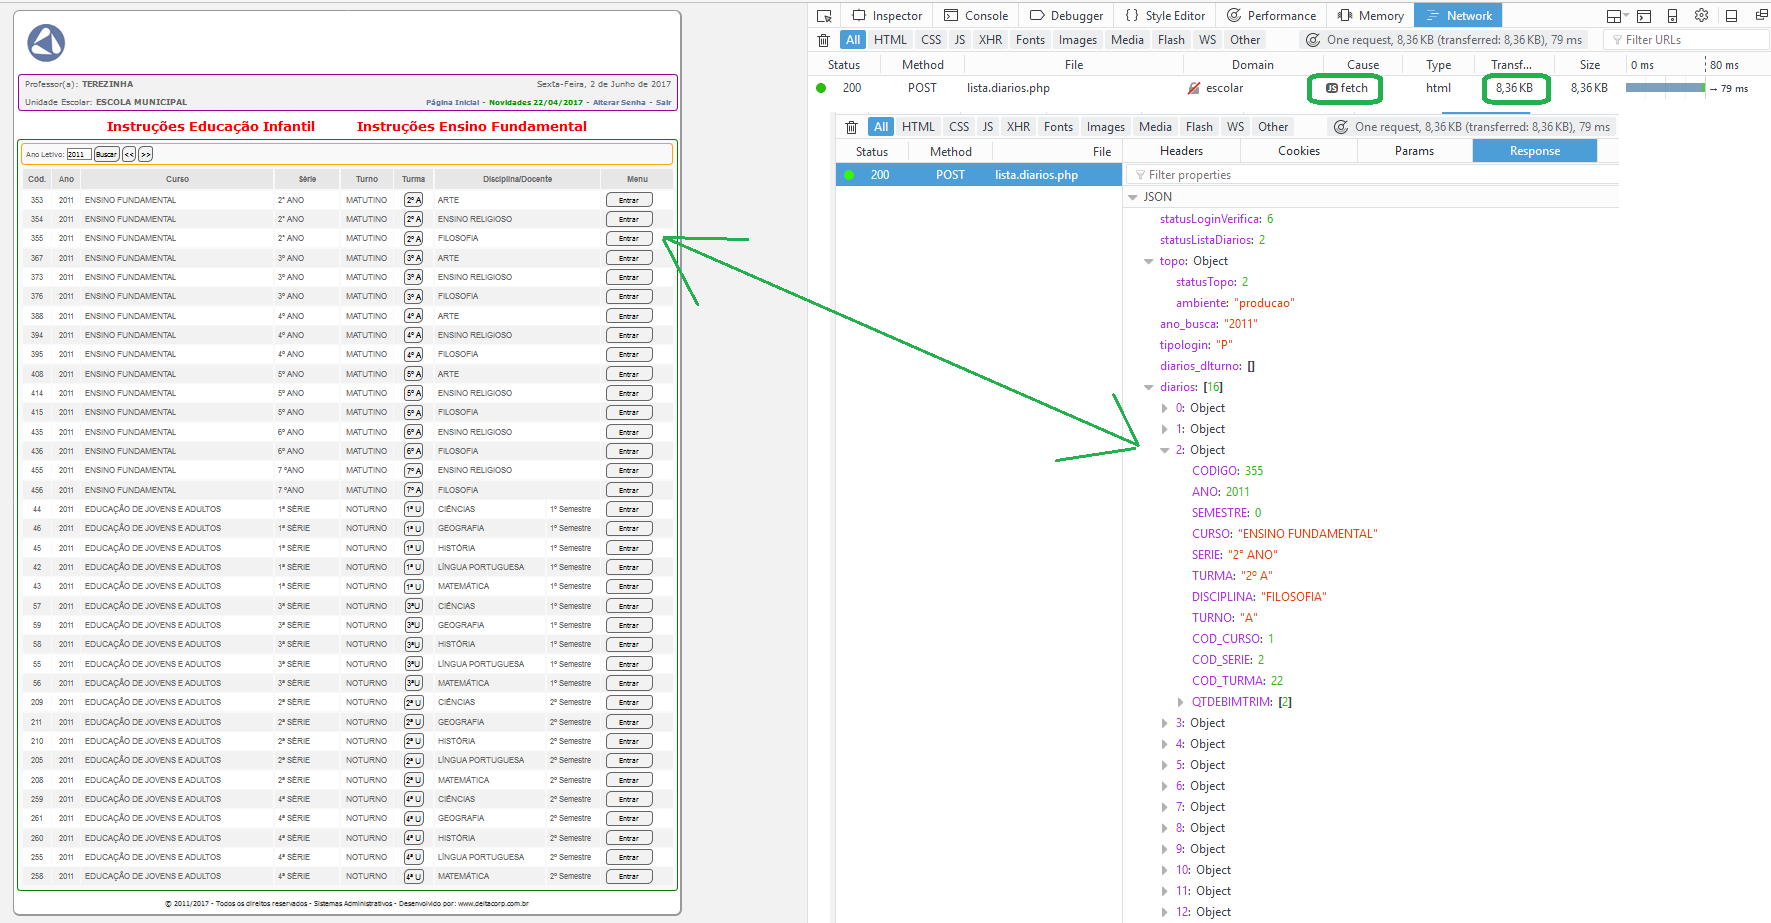 Professor(a): TEREZINHA
Sexta-Feira, 2 de Junho de 2017
Unidade Escolar: ESCOLA MUNICIPAL
Página Inicial - Novidades 22/04/2017 - Alterar Senha - Sair
Instruções Educação Infantil Instruções Ensino Fundamental
Ano Letivo: 2011 Buscar << >>
Cód. Ano Curso Série Turno Turma Disciplina/Docente Menu
353 2011 ENSINO FUNDAMENTAL 2° ANO MATUTINO 2º A ARTE Entrar
354 2011 ENSINO FUNDAMENTAL 2° ANO MATUTINO 2º A ENSINO RELIGIOSO Entrar
355 2011 ENSINO FUNDAMENTAL 2° ANO MATUTINO 2º A FILOSOFIA Entrar
367 2011 ENSINO FUNDAMENTAL 3º ANO MATUTINO 3º A ARTE Entrar
373 2011 ENSINO FUNDAMENTAL 3º ANO MATUTINO 3º A ENSINO RELIGIOSO Entrar
376 2011 ENSINO FUNDAMENTAL 3º ANO MATUTINO 3º A FILOSOFIA Entrar
388 2011 ENSINO FUNDAMENTAL 4º ANO MATUTINO 4º A ARTE Entrar
394 2011 ENSINO FUNDAMENTAL 4º ANO MATUTINO 4º A ENSINO RELIGIOSO Entrar
395 2011 ENSINO FUNDAMENTAL 4º ANO MATUTINO 4º A FILOSOFIA Entrar
408 2011 ENSINO FUNDAMENTAL 5º ANO MATUTINO 5º A ARTE Entrar
414 2011 ENSINO FUNDAMENTAL 5º ANO MATUTINO 5º A ENSINO RELIGIOSO Entrar
415 2011 ENSINO FUNDAMENTAL 5º ANO MATUTINO 5º A FILOSOFIA Entrar
435 2011 ENSINO FUNDAMENTAL 6º ANO MATUTINO 6º A ENSINO RELIGIOSO Entrar
436 2011 ENSINO FUNDAMENTAL 6º ANO MATUTINO 6º A FILOSOFIA Entrar
455 2011 ENSINO FUNDAMENTAL 7 ºANO MATUTINO 7º A ENSINO RELIGIOSO Entrar
456 2011 ENSINO FUNDAMENTAL 7 ºANO MATUTINO 7º A FILOSOFIA Entrar
44 2011 EDUCAÇÃO DE JOVENS E ADULTOS 1ª SÉRIE NOTURNO 1ª U CIÊNCIAS 1º Semestre Entrar
46 2011 EDUCAÇÃO DE JOVENS E ADULTOS 1ª SÉRIE NOTURNO 1ª U GEOGRAFIA 1º Semestre Entrar
45 2011 EDUCAÇÃO DE JOVENS E ADULTOS 1ª SÉRIE NOTURNO 1ª U HISTÓRIA 1º Semestre Entrar
42 2011 EDUCAÇÃO DE JOVENS E ADULTOS 1ª SÉRIE NOTURNO 1ª U LÍNGUA PORTUGUESA 1º Semestre Entrar
43 2011 EDUCAÇÃO DE JOVENS E ADULTOS 1ª SÉRIE NOTURNO 1ª U MATEMÁTICA 1º Semestre Entrar
57 2011 EDUCAÇÃO DE JOVENS E ADULTOS 3ª SÉRIE NOTURNO 3ªU CIÊNCIAS 1º Semestre Entrar
59 2011 EDUCAÇÃO DE JOVENS E ADULTOS 3ª SÉRIE NOTURNO 3ªU GEOGRAFIA 1º Semestre Entrar
58 2011 EDUCAÇÃO DE JOVENS E ADULTOS 3ª SÉRIE NOTURNO 3ªU HISTÓRIA 1º Semestre Entrar
55 2011 EDUCAÇÃO DE JOVENS E ADULTOS 3ª SÉRIE NOTURNO 3ªU LÍNGUA PORTUGUESA 1º Semestre Entrar
56 2011 EDUCAÇÃO DE JOVENS E ADULTOS 3ª SÉRIE NOTURNO 3ªU MATEMÁTICA 1º Semestre Entrar
209 2011 EDUCAÇÃO DE JOVENS E ADULTOS 2ª SÉRIE NOTURNO 2ª U CIÊNCIAS 2º Semestre Entrar
211 2011 EDUCAÇÃO DE JOVENS E ADULTOS 2ª SÉRIE NOTURNO 2ª U GEOGRAFIA 2º Semestre Entrar
210 2011 EDUCAÇÃO DE JOVENS E ADULTOS 2ª SÉRIE NOTURNO 2ª U HISTÓRIA 2º Semestre Entrar
205 2011 EDUCAÇÃO DE JOVENS E ADULTOS 2ª SÉRIE NOTURNO 2ª U LÍNGUA PORTUGUESA 2º Semestre Entrar
208 2011 EDUCAÇÃO DE JOVENS E ADULTOS 2ª SÉRIE NOTURNO 2ª U MATEMÁTICA 2º Semestre Entrar
259 2011 EDUCAÇÃO DE JOVENS E ADULTOS 4ª SÉRIE NOTURNO 4ª U CIÊNCIAS 2º Semestre Entrar
261 2011 EDUCAÇÃO DE JOVENS E ADULTOS 4ª SÉRIE NOTURNO 4ª U GEOGRAFIA 2º Semestre Entrar
260 2011 EDUCAÇÃO DE JOVENS E ADULTOS 4ª SÉRIE NOTURNO 4ª U HISTÓRIA 2º Semestre Entrar
255 2011 EDUCAÇÃO DE JOVENS E ADULTOS 4ª SÉRIE NOTURNO 4ª U LÍNGUA PORTUGUESA 2º Semestre Entrar
258 2011 EDUCAÇÃO DE JOVENS E ADULTOS 4ª SÉRIE NOTURNO 4ª U MATEMÁTICA 2º Semestre Entrar
© 2011/2017 - Todos os direitos reservados - Sistemas Administrativos - Desenvolvido por: www.deltacorp.com.br
Inspector Console Debugger { } Style Editor Performance Memory Network
All HTML CSS JS XHR Fonts Images Media Flash WS Other One request, 8,36 KB (transferred: 8,36 KB), 79 ms Filter URLs
Status Method File Domain Cause Type Transf... Size 0 ms 80 ms
200 POST lista.diarios.php escolar JS fetch html 8,36 KB 8,36 KB → 79 ms
All HTML CSS JS XHR Fonts Images Media Flash WS Other One request, 8,36 KB (transferred: 8,36 KB), 79 ms
Status Method File Headers Cookies Params Response
200 POST lista.diarios.php Filter properties
JSON
statusLoginVerifica: 6
statusListaDiarios: 2
topo: Object
statusTopo: 2
ambiente: "producao"
ano_busca: "2011"
tipologin: "P"
diarios_dlturno: []
diarios: [16]
0: Object
1: Object
2: Object
CODIGO: 355
ANO: 2011
SEMESTRE: 0
CURSO: "ENSINO FUNDAMENTAL"
SERIE: "2° ANO"
TURMA: "2º A"
DISCIPLINA: "FILOSOFIA"
TURNO: "A"
COD_CURSO: 1
COD_SERIE: 2
COD_TURMA: 22
QTDEBIMTRIM: [2]
3: Object
4: Object
5: Object
6: Object
7: Object
8: Object
9: Object
10: Object
11: Object
12: Object